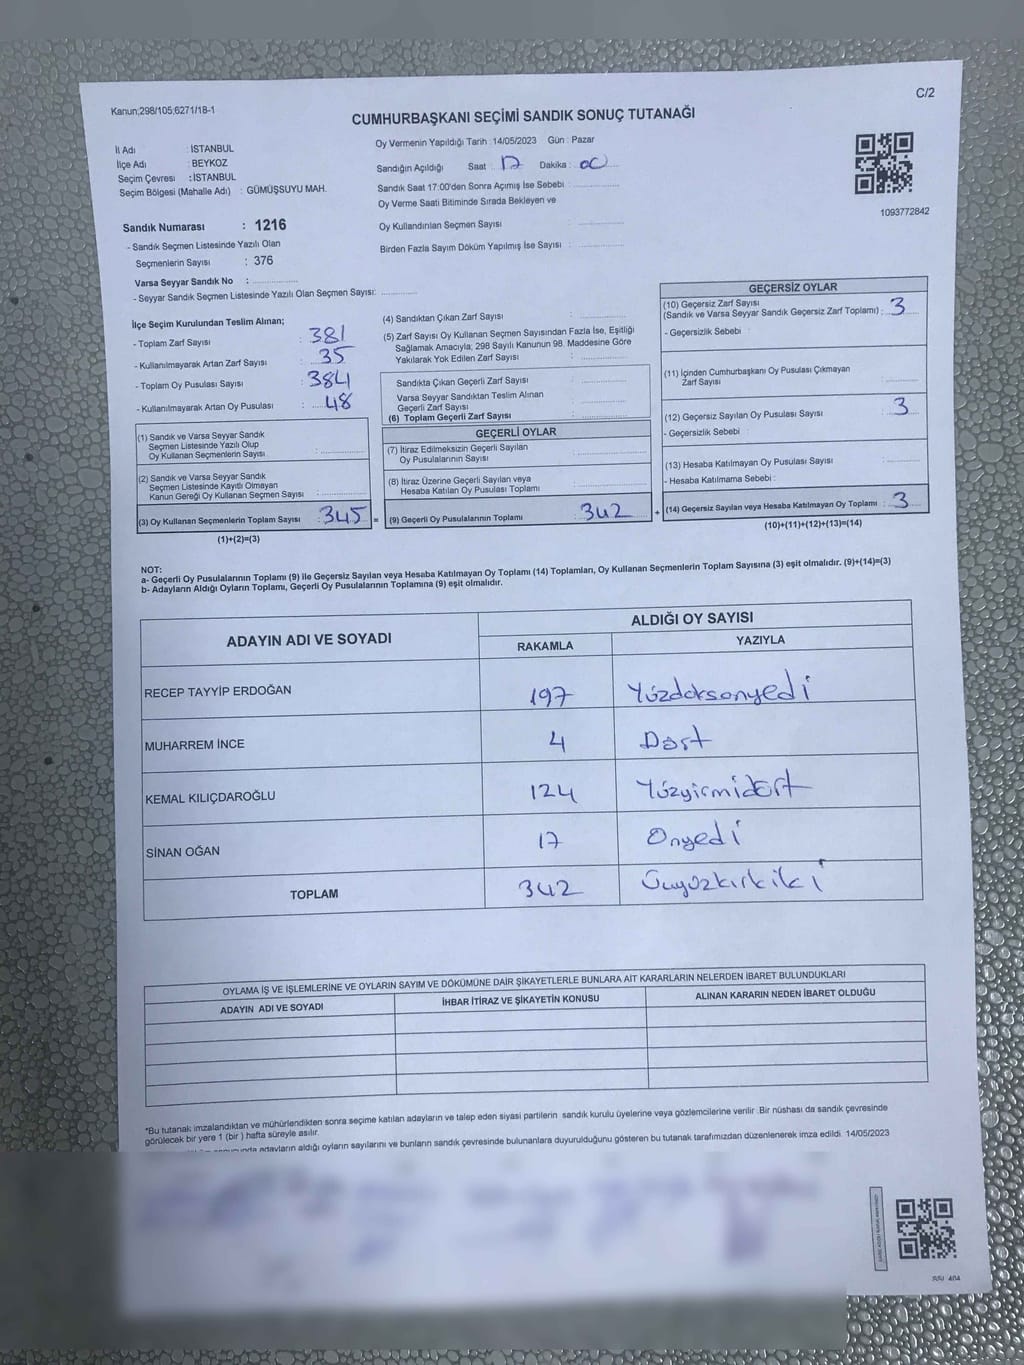 C/2
Kanun;298/105;6271/18-1
CUMHURBAŞKANI SEÇİMİ SANDIK SONUÇ TUTANAĞI
İl Adı : İSTANBUL
İlçe Adı : BEYKOZ
Seçim Çevresi : İSTANBUL
Seçim Bölgesi (Mahalle Adı) : GÜMÜŞSUYU MAH.
Oy Vermenin Yapıldığı Tarih : 14/05/2023 Gün : Pazar
Sandığın Açıldığı Saat : 17 Dakika : 00
Sandık Saat 17:00'den Sonra Açımış İse Sebebi :
Oy Verme Saati Bitiminde Sırada Bekleyen ve
Oy Kullandırılan Seçmen Sayısı :
Birden Fazla Sayım Döküm Yapılmış İse Sayısı :
1093772842
Sandık Numarası : 1216
- Sandık Seçmen Listesinde Yazılı Olan
Seçmenlerin Sayısı : 376
Varsa Seyyar Sandık No :
- Seyyar Sandık Seçmen Listesinde Yazılı Olan Seçmen Sayısı:
İlçe Seçim Kurulundan Teslim Alınan;
- Toplam Zarf Sayısı : 381
- Kullanılmayarak Artan Zarf Sayısı : 35
- Toplam Oy Pusulası Sayısı : 384
- Kullanılmayarak Artan Oy Pusulası : 48
(1) Sandık ve Varsa Seyyar Sandık
Seçmen Listesinde Yazılı Olup
Oy Kullanan Seçmenlerin Sayısı :
(2) Sandık ve Varsa Seyyar Sandık
Seçmen Listesinde Kayıtlı Olmayan
Kanun Gereği Oy Kullanan Seçmen Sayısı :
(3) Oy Kullanan Seçmenlerin Toplam Sayısı : 345 =
(1)+(2)=(3)
(4) Sandıktan Çıkan Zarf Sayısı :
(5) Zarf Sayısı Oy Kullanan Seçmen Sayısından Fazla İse, Eşitliği
Sağlamak Amacıyla; 298 Sayılı Kanunun 98. Maddesine Göre
Yakılarak Yok Edilen Zarf Sayısı :
Sandıkta Çıkan Geçerli Zarf Sayısı :
Varsa Seyyar Sandıktan Teslim Alınan
Geçerli Zarf Sayısı :
(6) Toplam Geçerli Zarf Sayısı :
GEÇERLİ OYLAR
(7) İtiraz Edilmeksizin Geçerli Sayılan
Oy Pusulalarının Sayısı :
(8) İtiraz Üzerine Geçerli Sayılan veya
Hesaba Katılan Oy Pusulası Toplamı :
(9) Geçerli Oy Pusulalarının Toplamı : 342 +
GEÇERSİZ OYLAR
(10) Geçersiz Zarf Sayısı
(Sandık ve Varsa Seyyar Sandık Geçersiz Zarf Toplamı) : 3
- Geçersizlik Sebebi :
(11) İçinden Cumhurbaşkanı Oy Pusulası Çıkmayan
Zarf Sayısı :
(12) Geçersiz Sayılan Oy Pusulası Sayısı : 3
- Geçersizlik Sebebi :
(13) Hesaba Katılmayan Oy Pusulası Sayısı :
- Hesaba Katılmama Sebebi :
(14) Geçersiz Sayılan veya Hesaba Katılmayan Oy Toplamı : 3
(10)+(11)+(12)+(13)=(14)
NOT:
a- Geçerli Oy Pusulalarının Toplamı (9) ile Geçersiz Sayılan veya Hesaba Katılmayan Oy Toplamı (14) Toplamları, Oy Kullanan Seçmenlerin Toplam Sayısına (3) eşit olmalıdır. (9)+(14)=(3)
b- Adayların Aldığı Oyların Toplamı, Geçerli Oy Pusulalarının Toplamına (9) eşit olmalıdır.
ADAYIN ADI VE SOYADI
ALDIĞI OY SAYISI
RAKAMLA YAZIYLA
RECEP TAYYİP ERDOĞAN 197 Yüzdoksanyedi
MUHARREM İNCE 4 Dört
KEMAL KILIÇDAROĞLU 124 Yüzyirmidört
SİNAN OĞAN 17 Onyedi
TOPLAM 342 Üçyüzkırkiki
OYLAMA İŞ VE İŞLEMLERİNE VE OYLARIN SAYIM VE DÖKÜMÜNE DAİR ŞİKAYETLERLE BUNLARA AİT KARARLARIN NELERDEN İBARET BULUNDUKLARI
ADAYIN ADI VE SOYADI İHBAR İTİRAZ VE ŞİKAYETİN KONUSU ALINAN KARARIN NEDEN İBARET OLDUĞU
*Bu tutanak imzalandıktan ve mühürlendikten sonra seçime katılan adayların ve talep eden siyasi partilerin sandık kurulu üyelerine veya gözlemcilerine verilir .Bir nüshası da sandık çevresinde
görülecek bir yere 1 (bir ) hafta süreyle asılır.
adayların aldığı oyların sayılarını ve bunların sandık çevresinde bulunanlara duyurulduğunu gösteren bu tutanak tarafımızdan düzenlenerek imza edildi. 14/05/2023